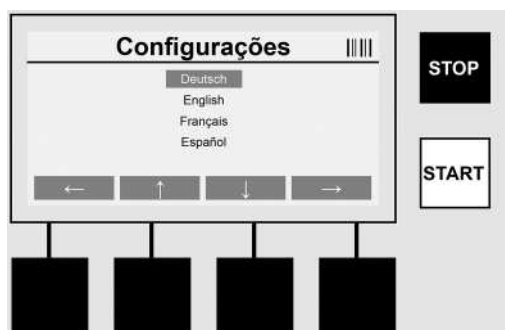 Configurações
Deutsch
English
Français
Español
← ↑ ↓ →
STOP
START